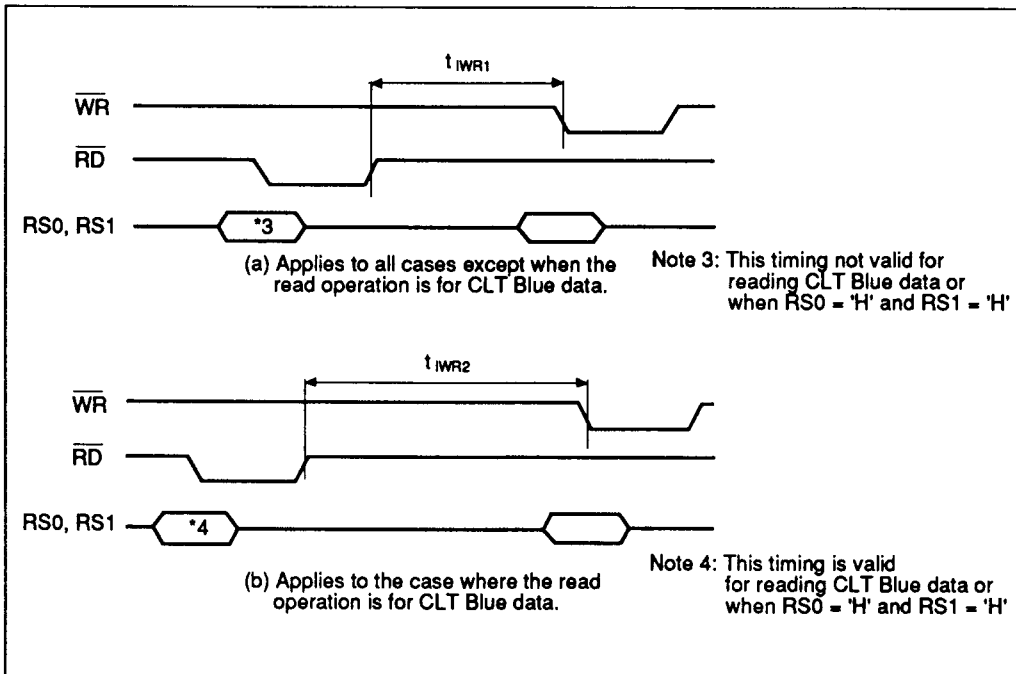 t IWR1
WR
RD
RS0, RS1
*3
(a) Applies to all cases except when the
read operation is for CLT Blue data.
Note 3: This timing not valid for
reading CLT Blue data or
when RS0 = 'H' and RS1 = 'H'
t IWR2
WR
RD
RS0, RS1
*4
(b) Applies to the case where the read
operation is for CLT Blue data.
Note 4: This timing is valid
for reading CLT Blue data or
when RS0 = 'H' and RS1 = 'H'